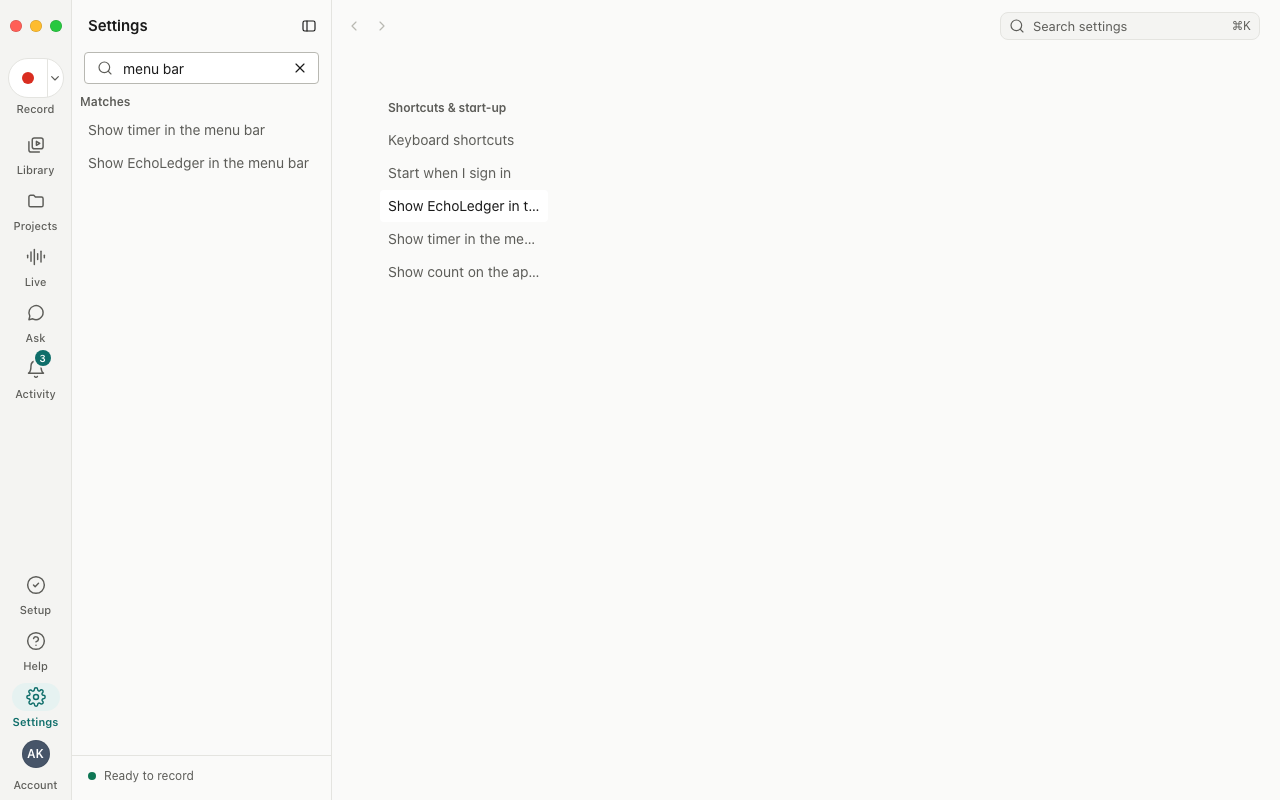 Settings
Search settings
⌘K
menu bar
Record
Matches
Show timer in the menu bar
Show EchoLedger in the menu bar
Library
Projects
Live
Ask
3
Activity
Setup
Help
Settings
AK
Account
Ready to record
Shortcuts & start-up
Keyboard shortcuts
Start when I sign in
Show EchoLedger in t...
Show timer in the me...
Show count on the ap...